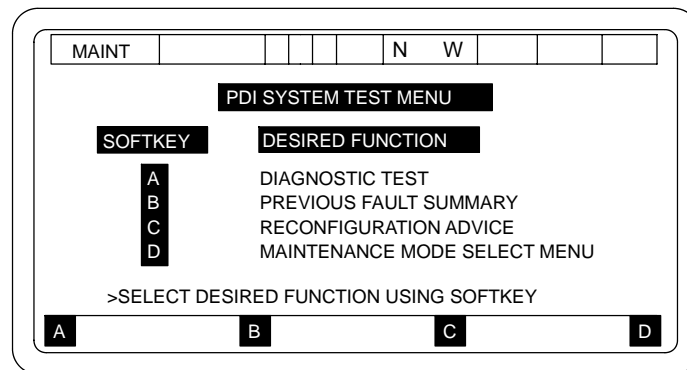 MAINT N W
PDI SYSTEM TEST MENU
SOFTKEY DESIRED FUNCTION
A DIAGNOSTIC TEST
B PREVIOUS FAULT SUMMARY
C RECONFIGURATION ADVICE
D MAINTENANCE MODE SELECT MENU
>SELECT DESIRED FUNCTION USING SOFTKEY
A B C D